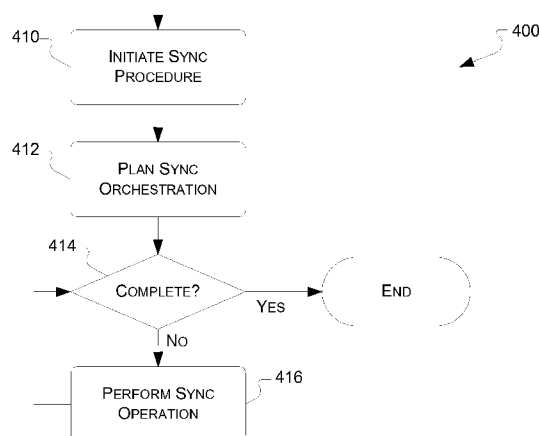 410
INITIATE SYNC
PROCEDURE
400
412
PLAN SYNC
ORCHESTRATION
414
COMPLETE?
YES
END
NO
PERFORM SYNC
OPERATION
416